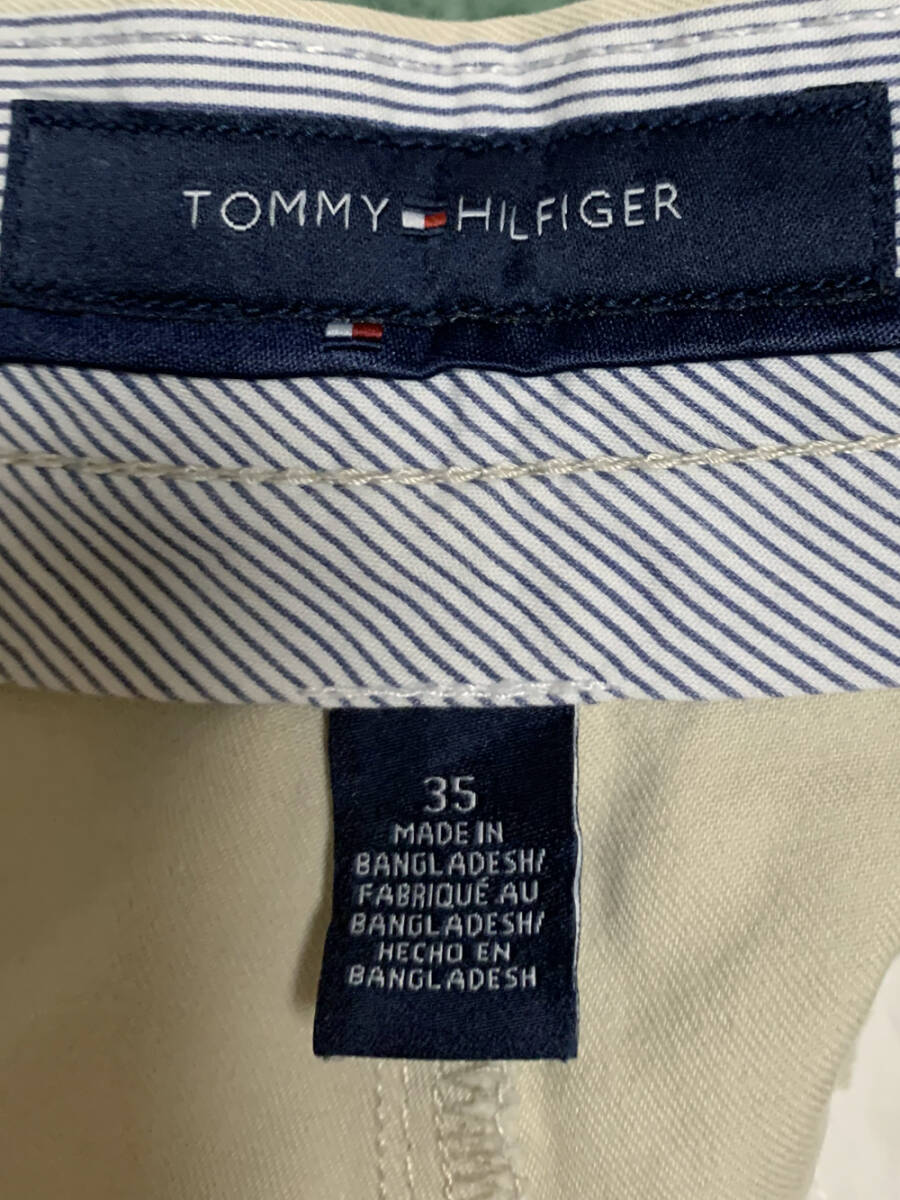 TOMMY HILFIGER
35
MADE IN
BANGLADESH/
FABRIQUÉ AU
BANGLADESH/
HECHO EN
BANGLADESH